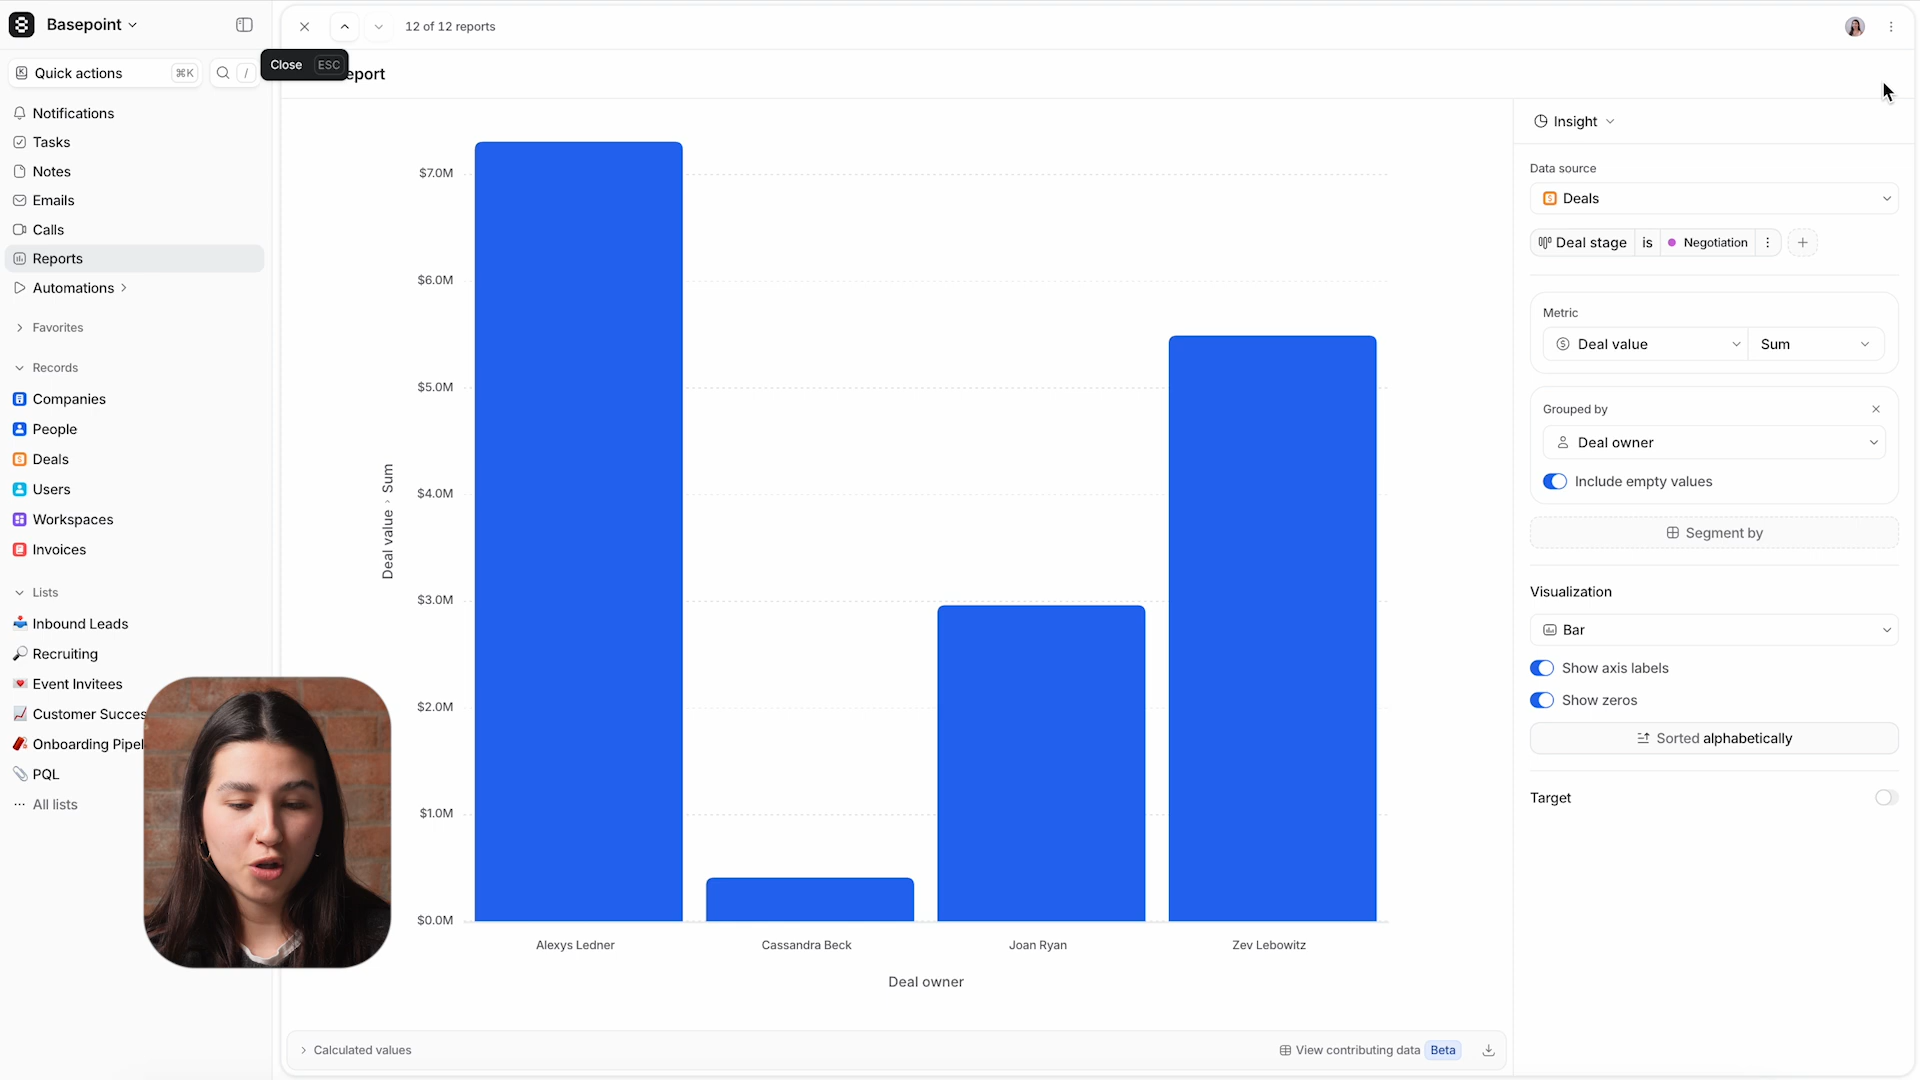 Basepoint
12 of 12 reports
Quick actions
⌘K
/
Close ESC
eport
Notifications
Tasks
Notes
Emails
Calls
Reports
Automations
Favorites
Records
Companies
People
Deals
Users
Workspaces
Invoices
Lists
Inbound Leads
Recruiting
Event Invitees
Customer Succes
Onboarding Pipel
PQL
All lists
$7.0M
$6.0M
$5.0M
$4.0M
$3.0M
$2.0M
$1.0M
$0.0M
Deal value › Sum
Alexys Ledner
Cassandra Beck
Joan Ryan
Zev Lebowitz
Deal owner
Calculated values
View contributing data Beta
Insight
Data source
Deals
Deal stage is Negotiation
Metric
Deal value Sum
Grouped by
Deal owner
Include empty values
Segment by
Visualization
Bar
Show axis labels
Show zeros
Sorted alphabetically
Target